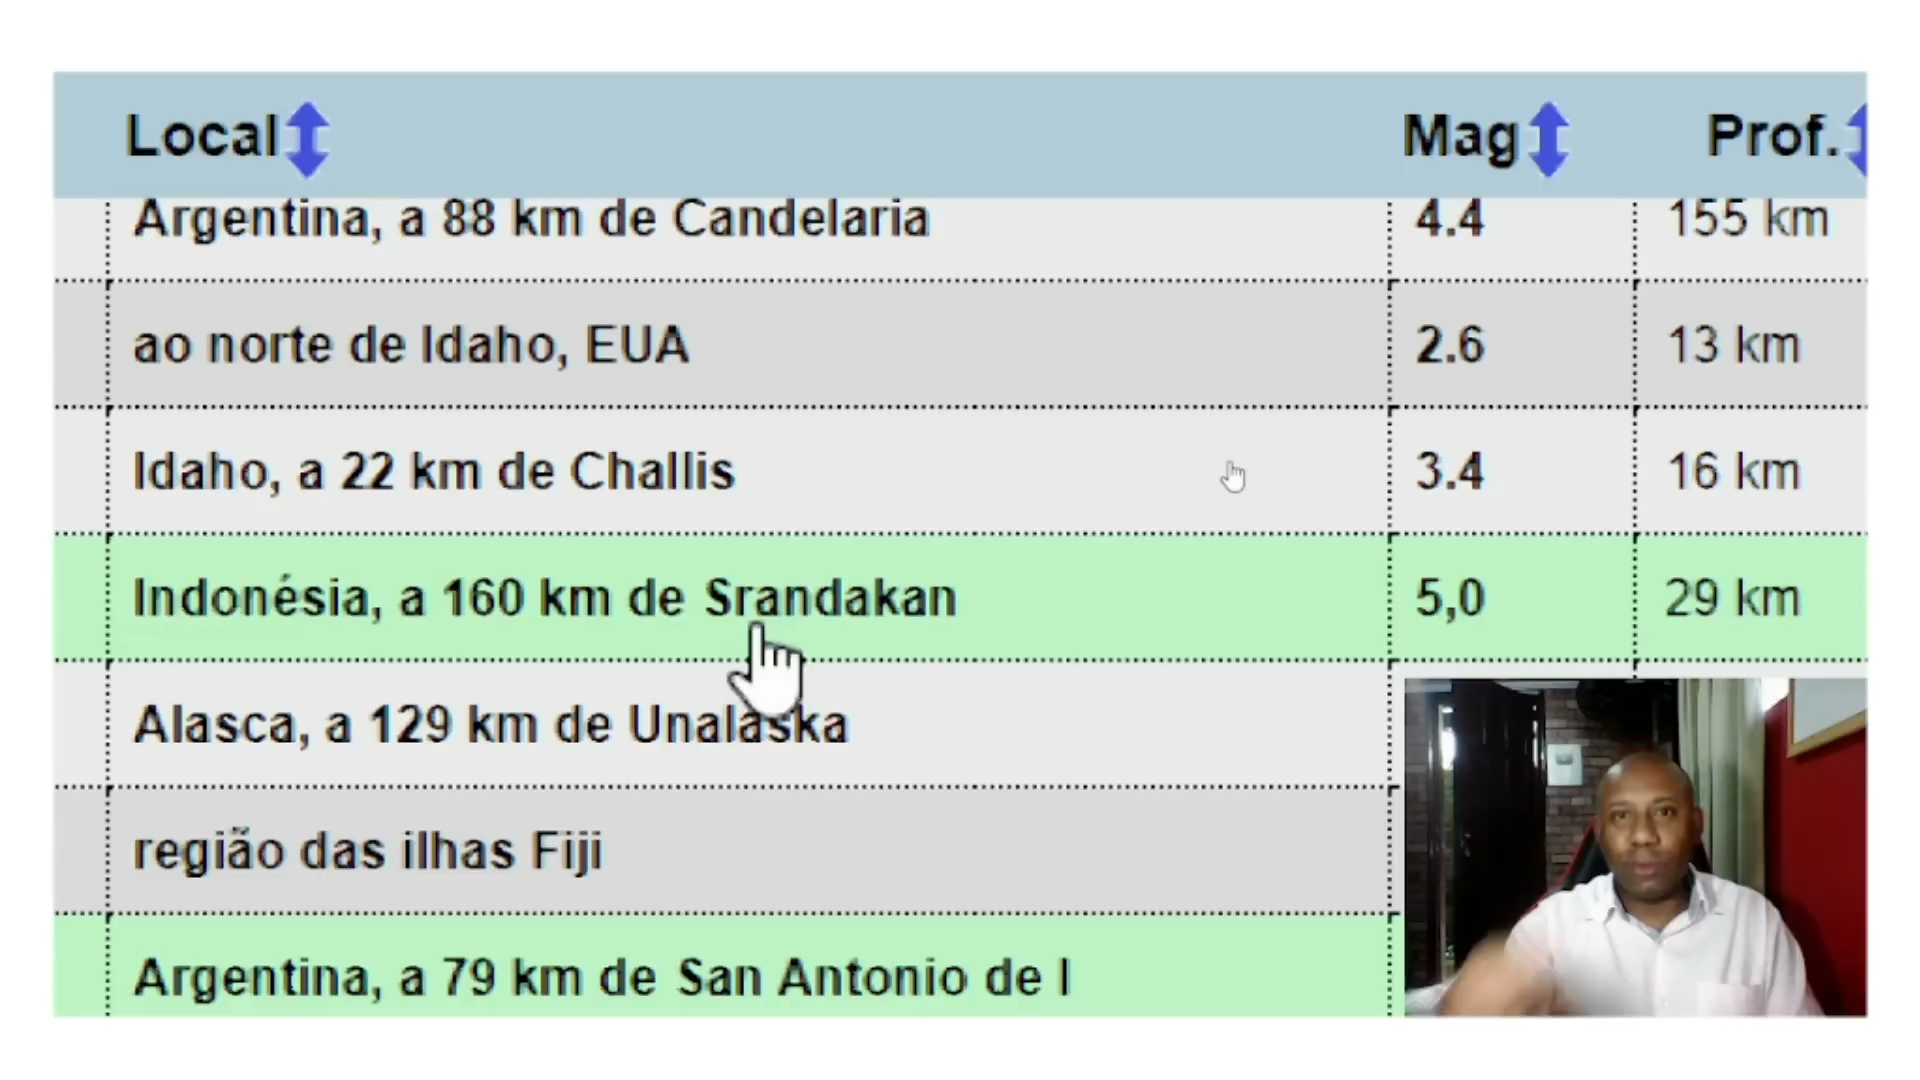 Local Mag Prof.
Argentina, a 88 km de Candelaria 4.4 155 km
ao norte de Idaho, EUA 2.6 13 km
Idaho, a 22 km de Challis 3.4 16 km
Indonésia, a 160 km de Srandakan 5,0 29 km
Alasca, a 129 km de Unalaska
região das ilhas Fiji
Argentina, a 79 km de San Antonio de l